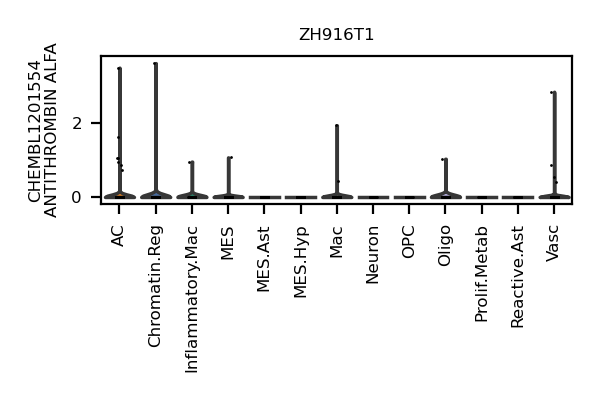 ZH916T1
CHEMBL1201554
ANTITHROMBIN ALFA
2
0
AC
Chromatin.Reg
Inflammatory.Mac
MES
MES.Ast
MES.Hyp
Mac
Neuron
OPC
Oligo
Prolif.Metab
Reactive.Ast
Vasc